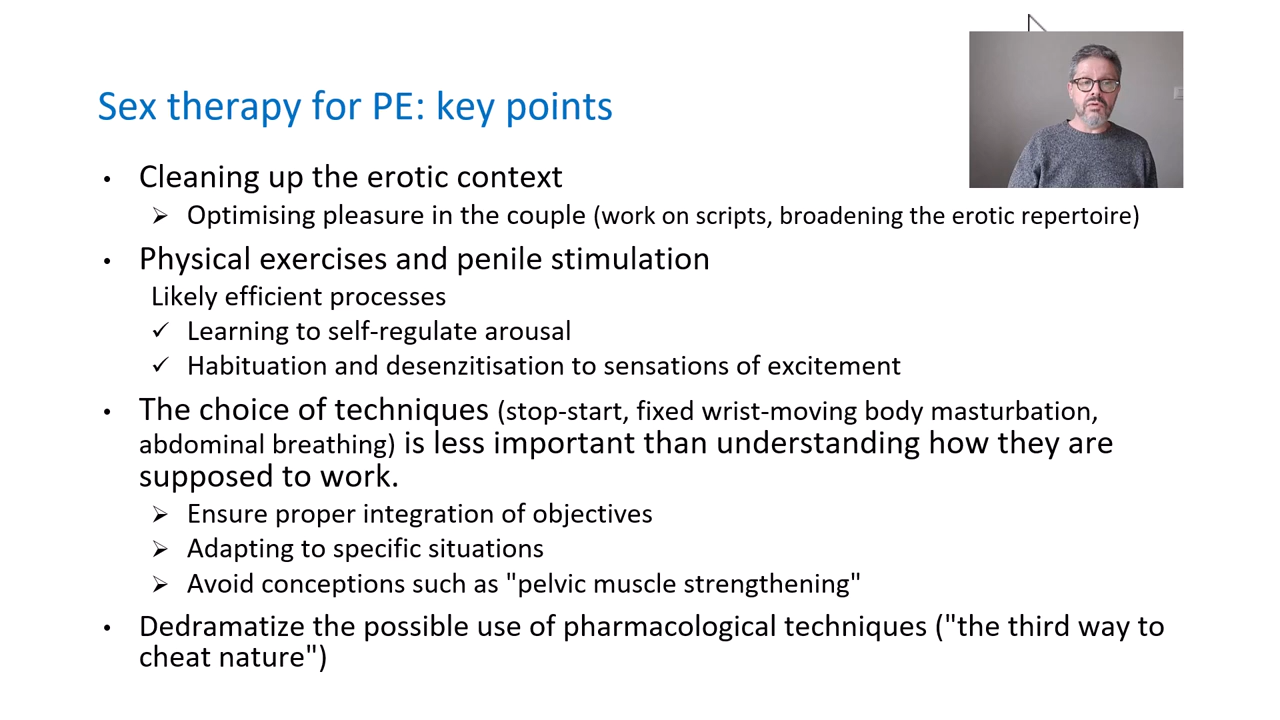 Sex therapy for PE: key points
• Cleaning up the erotic context
➢ Optimising pleasure in the couple (work on scripts, broadening the erotic repertoire)
• Physical exercises and penile stimulation
Likely efficient processes
✓ Learning to self-regulate arousal
✓ Habituation and desenzitisation to sensations of excitement
• The choice of techniques (stop-start, fixed wrist-moving body masturbation,
abdominal breathing) is less important than understanding how they are
supposed to work.
➢ Ensure proper integration of objectives
➢ Adapting to specific situations
➢ Avoid conceptions such as "pelvic muscle strengthening"
• Dedramatize the possible use of pharmacological techniques ("the third way to
cheat nature")